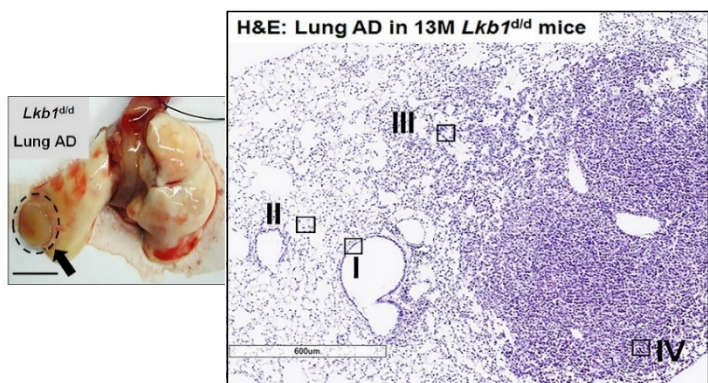 Lkb1d/d
Lung AD
H&E: Lung AD in 13M Lkb1d/d mice
III
II
I
IV
600um